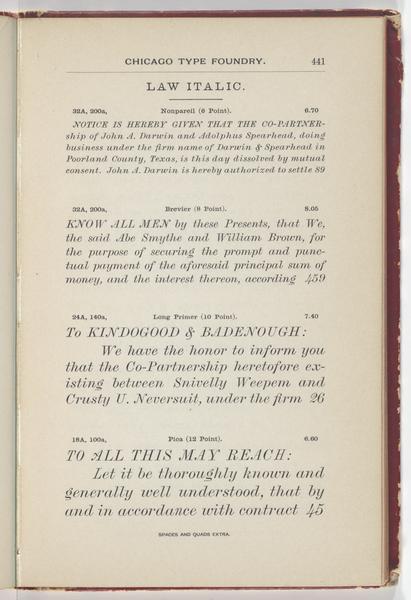 CHICAGO TYPE FOUNDRY. 441
LAW ITALIC.
32A, 200a, Nonpareil (6 Point). 6.70
NOTICE IS HEREBY GIVEN THAT THE CO-PARTNER-
ship of John A. Darwin and Adolphus Spearhead, doing
business under the firm name of Darwin & Spearhead in
Poorland County, Texas, is this day dissolved by mutual
consent. John A. Darwin is hereby authorized to settle 89
32A, 200a, Brevier (8 Point). 8.05
KNOW ALL MEN by these Presents, that We,
the said Abe Smythe and William Brown, for
the purpose of securing the prompt and punc-
tual payment of the aforesaid principal sum of
money, and the interest thereon, according 459
24A, 140a, Long Primer (10 Point). 7.40
To KINDOGOOD & BADENOUGH:
We have the honor to inform you
that the Co-Partnership heretofore ex-
isting between Snivelly Weepem and
Crusty U. Neversuit, under the firm 26
18A, 100a, Pica (12 Point). 6.60
TO ALL THIS MAY REACH:
Let it be thoroughly known and
generally well understood, that by
and in accordance with contract 45
SPACES AND QUADS EXTRA.